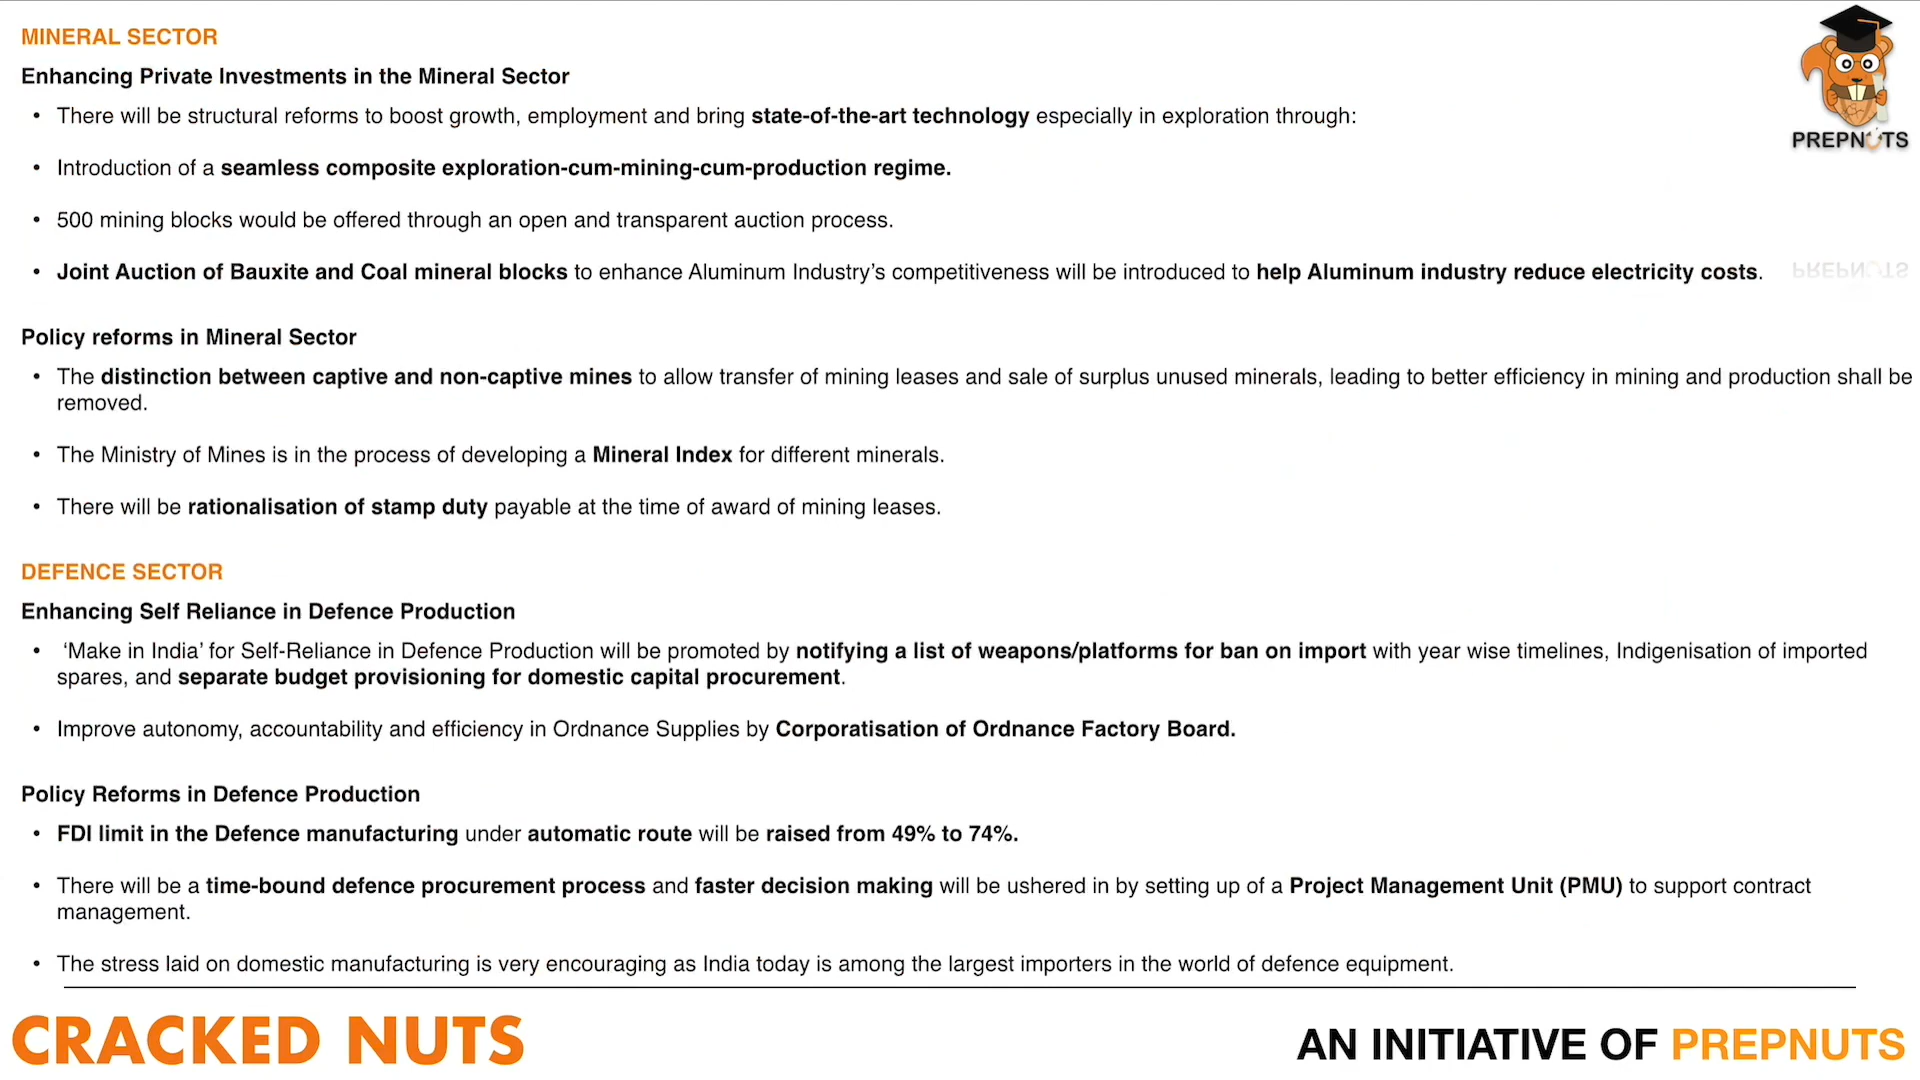 MINERAL SECTOR
Enhancing Private Investments in the Mineral Sector
• There will be structural reforms to boost growth, employment and bring state-of-the-art technology especially in exploration through:
• Introduction of a seamless composite exploration-cum-mining-cum-production regime.
• 500 mining blocks would be offered through an open and transparent auction process.
• Joint Auction of Bauxite and Coal mineral blocks to enhance Aluminum Industry’s competitiveness will be introduced to help Aluminum industry reduce electricity costs.
Policy reforms in Mineral Sector
• The distinction between captive and non-captive mines to allow transfer of mining leases and sale of surplus unused minerals, leading to better efficiency in mining and production shall be
removed.
• The Ministry of Mines is in the process of developing a Mineral Index for different minerals.
• There will be rationalisation of stamp duty payable at the time of award of mining leases.
DEFENCE SECTOR
Enhancing Self Reliance in Defence Production
• ‘Make in India’ for Self-Reliance in Defence Production will be promoted by notifying a list of weapons/platforms for ban on import with year wise timelines, Indigenisation of imported
spares, and separate budget provisioning for domestic capital procurement.
• Improve autonomy, accountability and efficiency in Ordnance Supplies by Corporatisation of Ordnance Factory Board.
Policy Reforms in Defence Production
• FDI limit in the Defence manufacturing under automatic route will be raised from 49% to 74%.
• There will be a time-bound defence procurement process and faster decision making will be ushered in by setting up of a Project Management Unit (PMU) to support contract
management.
• The stress laid on domestic manufacturing is very encouraging as India today is among the largest importers in the world of defence equipment.
PREPNUTS
CRACKED NUTS
AN INITIATIVE OF PREPNUTS